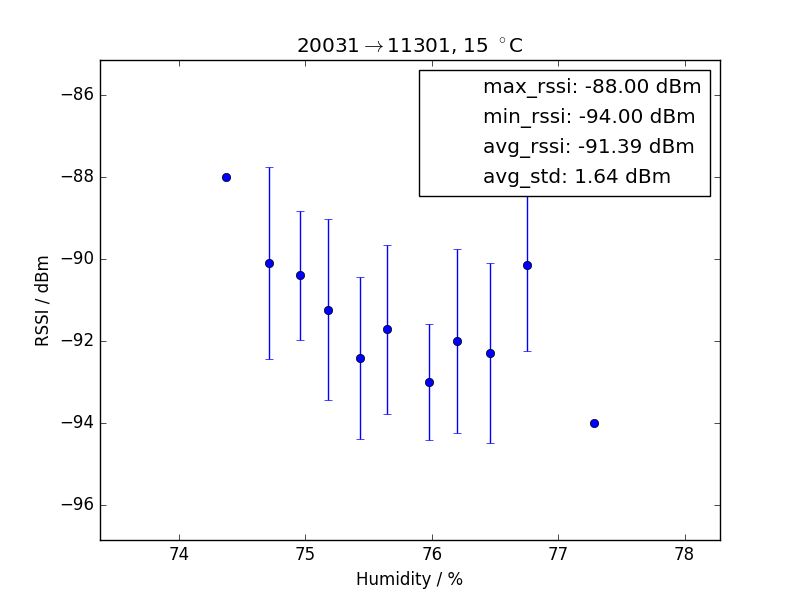 20031→11301, 15 °C
max_rssi: -88.00 dBm
min_rssi: -94.00 dBm
avg_rssi: -91.39 dBm
avg_std: 1.64 dBm
RSSI / dBm
−86
−88
−90
−92
−94
−96
74 75 76 77 78
Humidity / %